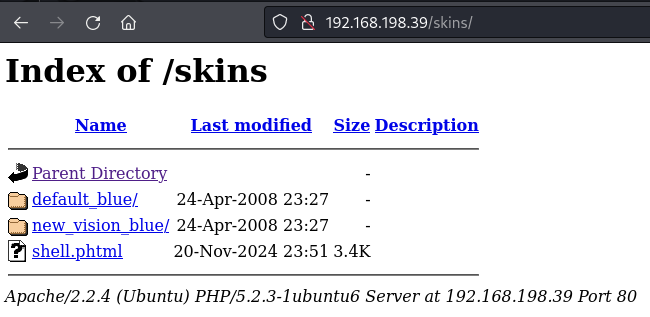 192.168.198.39/skins/
Index of /skins
Name Last modified Size Description
Parent Directory -
default_blue/ 24-Apr-2008 23:27 -
new_vision_blue/ 24-Apr-2008 23:27 -
shell.phtml 20-Nov-2024 23:51 3.4K
Apache/2.2.4 (Ubuntu) PHP/5.2.3-1ubuntu6 Server at 192.168.198.39 Port 80